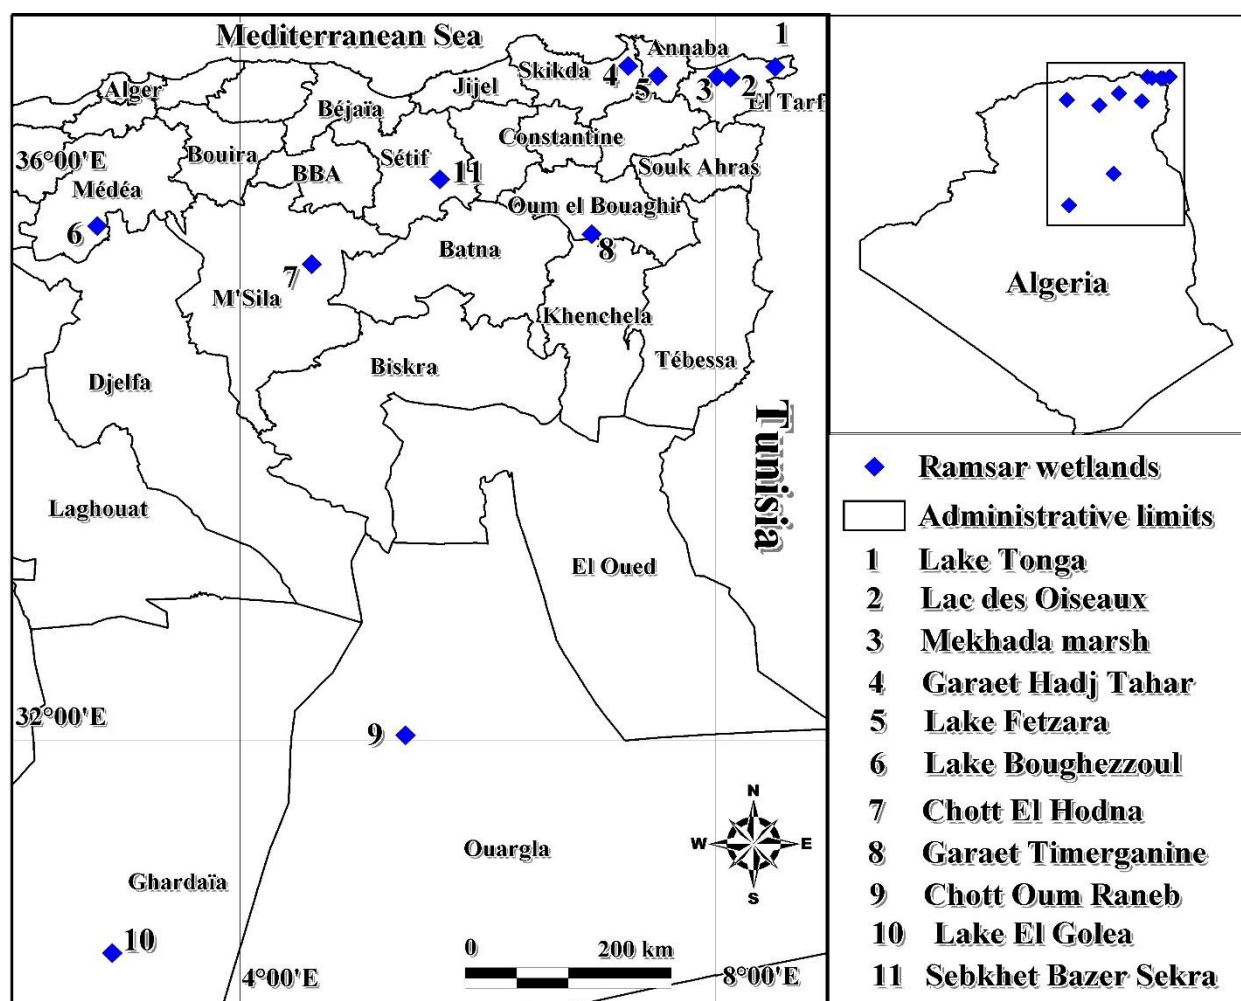 Mediterranean Sea
1
Annaba
4
Skikda
5
3
2
El Tarf
Alger
Jijel
Béjaïa
Constantine
36°00'E
Bouira
Sétif
11
Souk Ahras
BBA
Médéa
Oum el Bouaghi
6
8
Batna
7
M'Sila
Khenchela
Tébessa
Biskra
Djelfa
Tunisia
Laghouat
El Oued
32°00'E
9
Ouargla
Ghardaïa
10
4°00'E
8°00'E
N
W
E
S
0
200 km
Algeria
Ramsar wetlands
Administrative limits
1 Lake Tonga
2 Lac des Oiseaux
3 Mekhada marsh
4 Garaet Hadj Tahar
5 Lake Fetzara
6 Lake Boughezzoul
7 Chott El Hodna
8 Garaet Timerganine
9 Chott Oum Raneb
10 Lake El Golea
11 Sebkhet Bazer Sekra